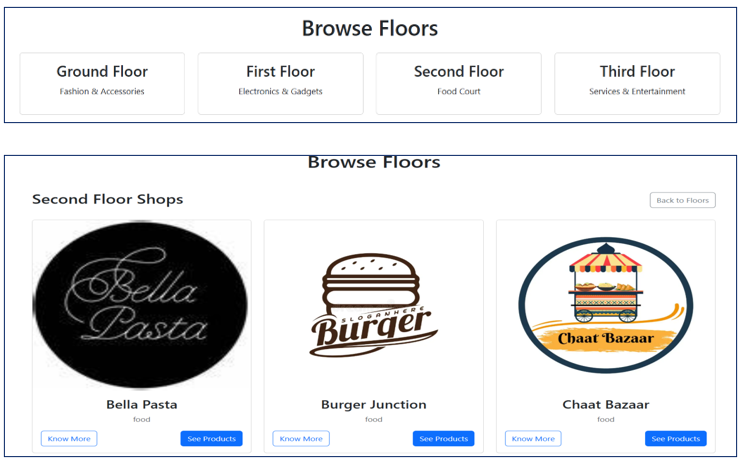 Browse Floors
Ground Floor
Fashion & Accessories
First Floor
Electronics & Gadgets
Second Floor
Food Court
Third Floor
Services & Entertainment
Browse Floors
Second Floor Shops
Back to Floors
Bella
Pasta
Bella Pasta
food
Know More
See Products
SLOGANHERE
Burger
Burger Junction
food
Know More
See Products
Chaat Bazaar
Chaat Bazaar
food
Know More
See Products